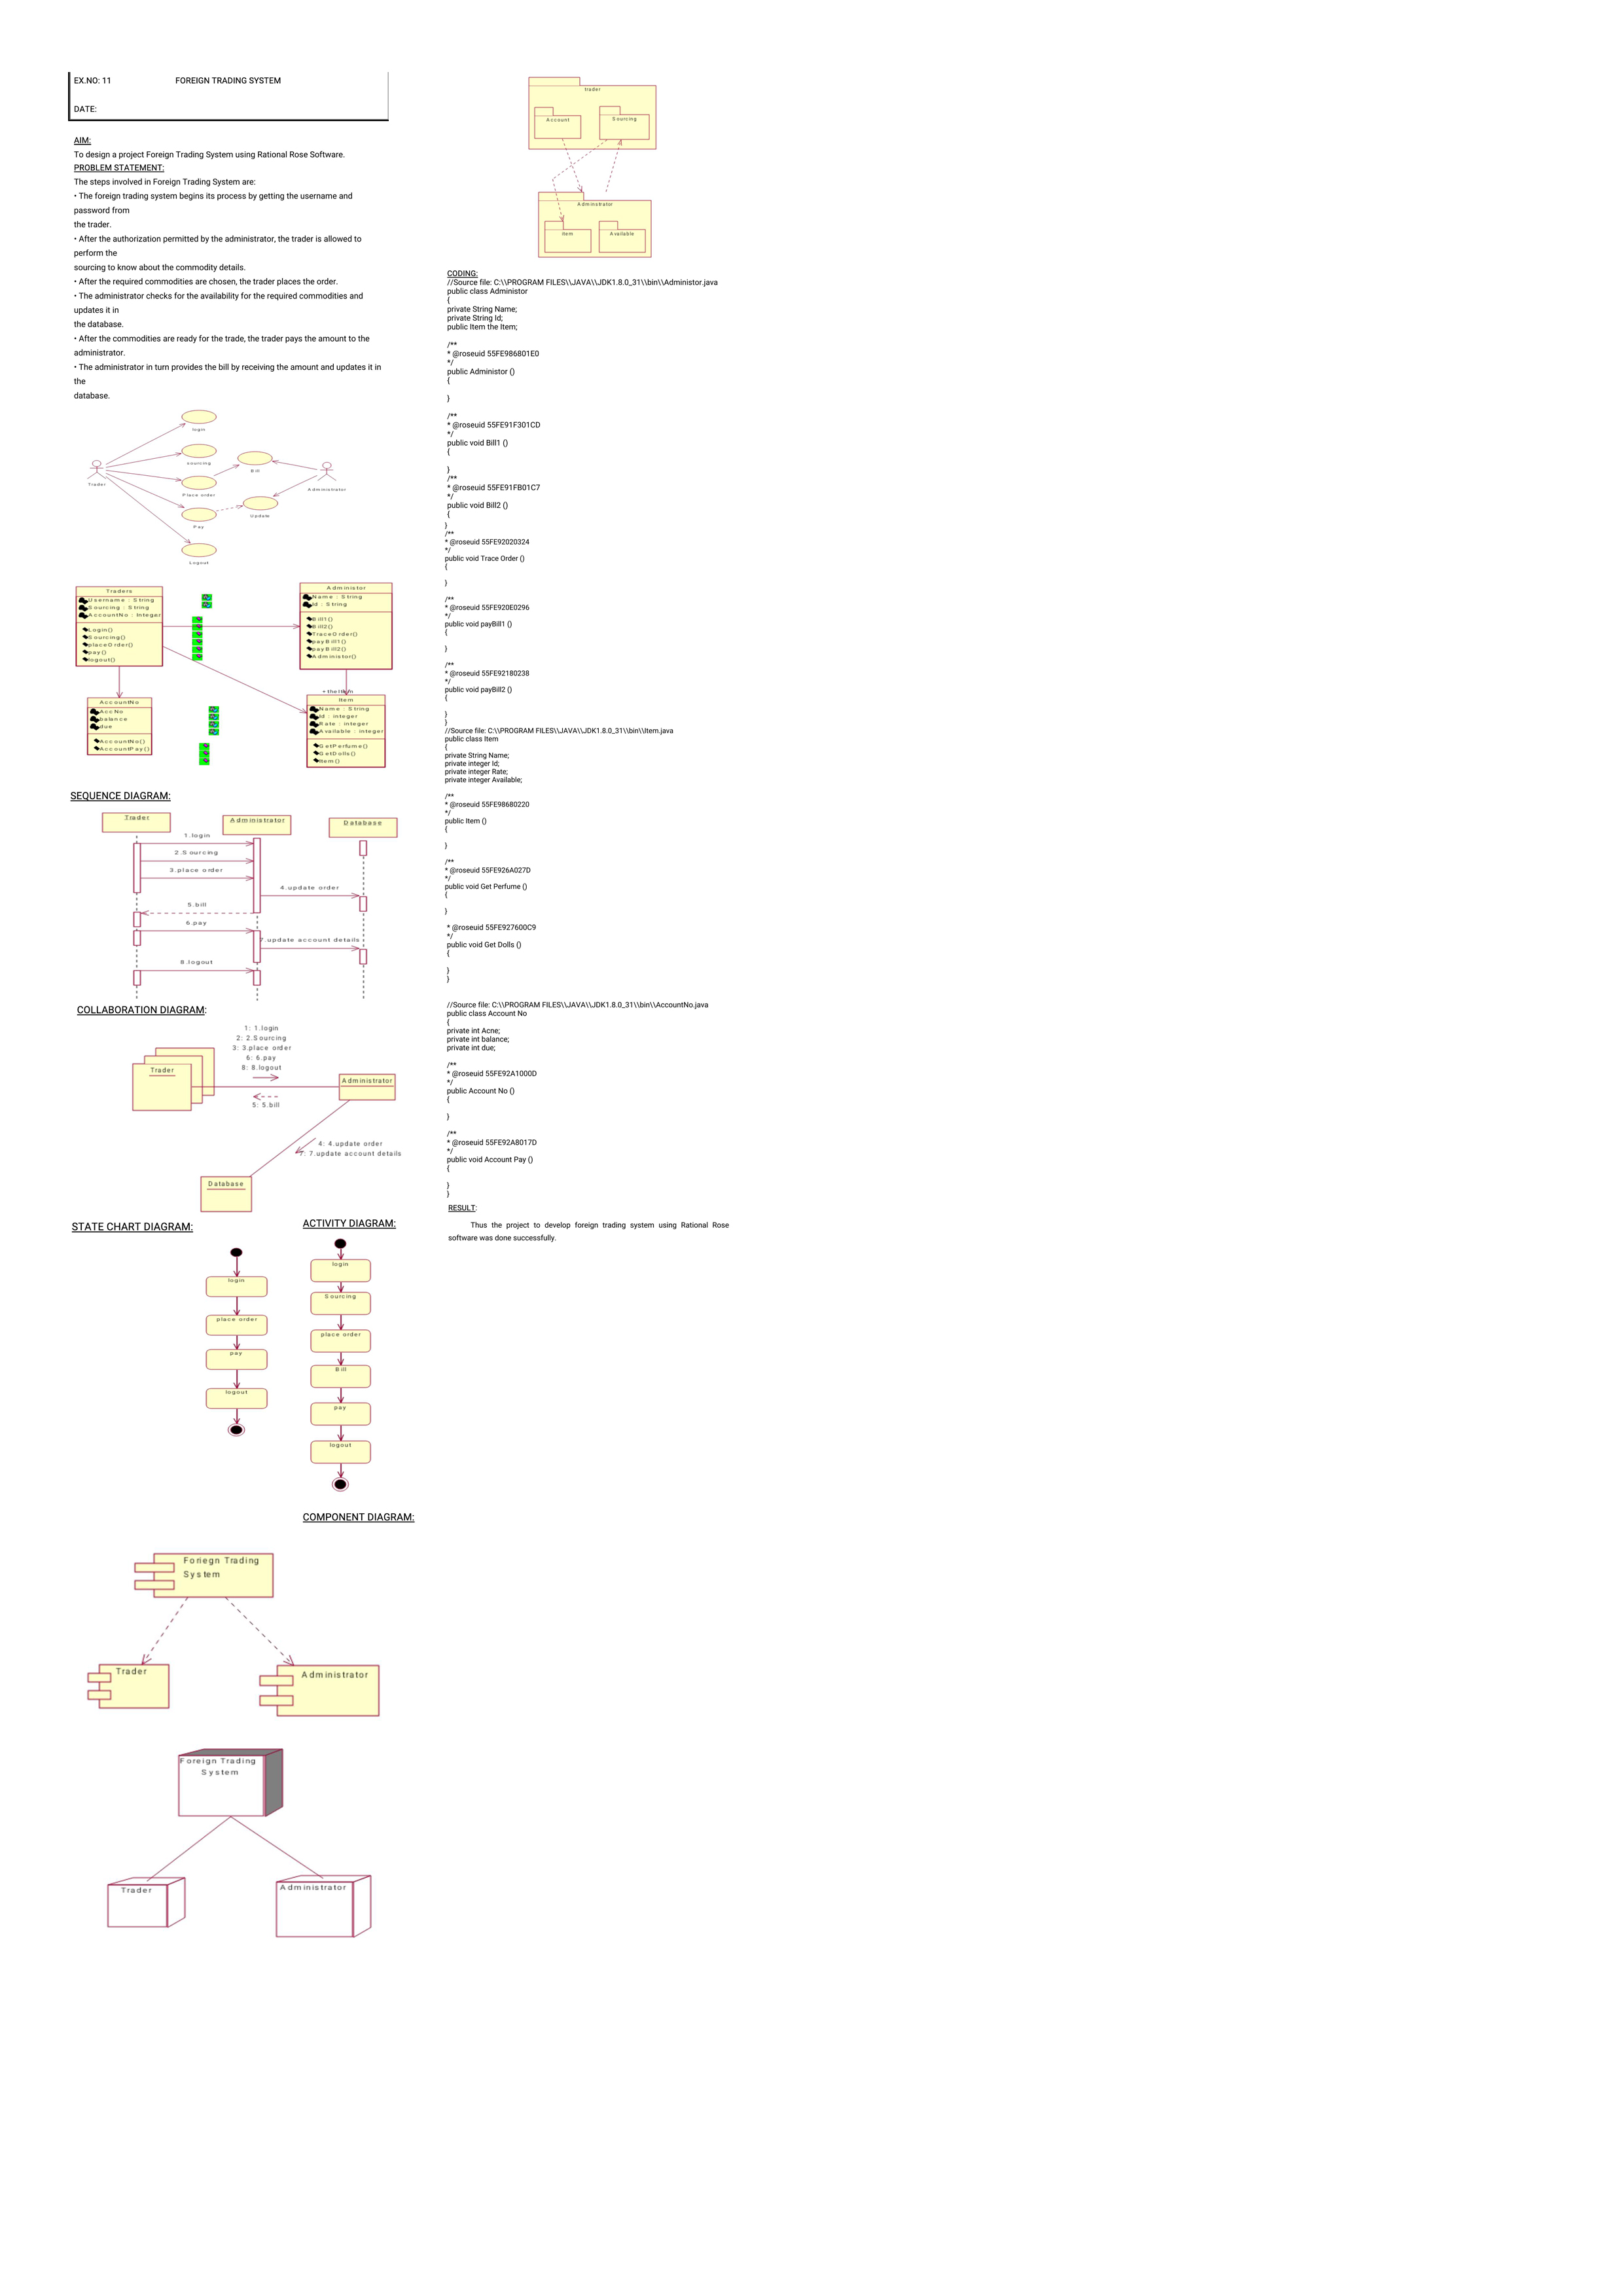 EX.NO: 11 FOREIGN TRADING SYSTEM
DATE:
AIM:
To design a project Foreign Trading System using Rational Rose Software.
PROBLEM STATEMENT:
The steps involved in Foreign Trading System are:
• The foreign trading system begins its process by getting the username and
password from
the trader.
• After the authorization permitted by the administrator, the trader is allowed to
perform the
sourcing to know about the commodity details.
• After the required commodities are chosen, the trader places the order.
• The administrator checks for the availability for the required commodities and
updates it in
the database.
• After the commodities are ready for the trade, the trader pays the amount to the
administrator.
• The administrator in turn provides the bill by receiving the amount and updates it in
the
database.
login
sourcing
Bill
Trader
Administrator
Place order
Update
Pay
Logout
Traders
Username : String
Sourcing : String
AccountNo : Integer
Login()
Sourcing()
placeOrder()
pay()
logout()
Administor
Name : String
Id : String
Bill1()
Bill2()
TraceOrder()
payBill1()
payBill2()
Administor()
+theItem
AccountNo
AccNo
balance
due
AccountNo()
AccountPay()
Item
Name : String
Id : integer
Rate : integer
Available : integer
GetPerfume()
GetDolls()
Item()
SEQUENCE DIAGRAM:
Trader
Administrator
Database
1.login
2.Sourcing
3.place order
4.update order
5.bill
6.pay
7.update account details
8.logout
COLLABORATION DIAGRAM:
1: 1.login
2: 2.Sourcing
3: 3.place order
6: 6.pay
8: 8.logout
Trader
Administrator
5: 5.bill
4: 4.update order
7: 7.update account details
Database
STATE CHART DIAGRAM:
login
place order
pay
logout
ACTIVITY DIAGRAM:
login
Sourcing
place order
Bill
pay
logout
COMPONENT DIAGRAM:
Foriegn Trading
System
Trader
Administrator
Foreign Trading
System
Trader
Administrator
trader
Account
Sourcing
Adminstrator
Item
Available
CODING:
//Source file: C:\\PROGRAM FILES\\JAVA\\JDK1.8.0_31\\bin\\Administor.java
public class Administor
{
private String Name;
private String Id;
public Item the Item;
/**
* @roseuid 55FE986801E0
*/
public Administor ()
{
}
/**
* @roseuid 55FE91F301CD
*/
public void Bill1 ()
{
}
/**
* @roseuid 55FE91FB01C7
*/
public void Bill2 ()
{
}
/**
* @roseuid 55FE92020324
*/
public void Trace Order ()
{
}
/**
* @roseuid 55FE920E0296
*/
public void payBill1 ()
{
}
/**
* @roseuid 55FE92180238
*/
public void payBill2 ()
{
}
}
//Source file: C:\\PROGRAM FILES\\JAVA\\JDK1.8.0_31\\bin\\Item.java
public class Item
{
private String Name;
private integer Id;
private integer Rate;
private integer Available;
/**
* @roseuid 55FE98680220
*/
public Item ()
{
}
/**
* @roseuid 55FE926A027D
*/
public void Get Perfume ()
{
}
* @roseuid 55FE927600C9
*/
public void Get Dolls ()
{
}
}
//Source file: C:\\PROGRAM FILES\\JAVA\\JDK1.8.0_31\\bin\\AccountNo.java
public class Account No
{
private int Acne;
private int balance;
private int due;
/**
* @roseuid 55FE92A1000D
*/
public Account No ()
{
}
/**
* @roseuid 55FE92A8017D
*/
public void Account Pay ()
{
}
}
RESULT:
Thus the project to develop foreign trading system using Rational Rose
software was done successfully.